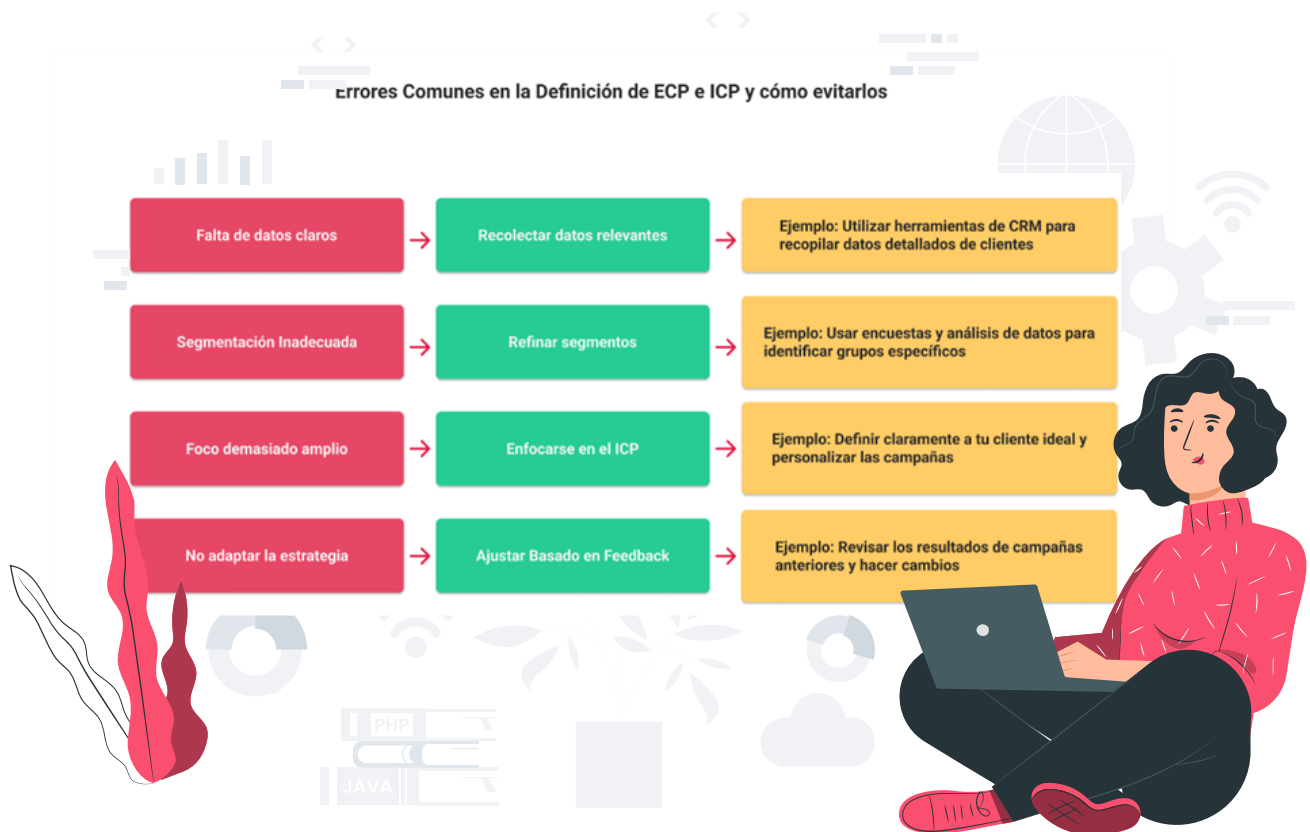 Errores Comunes en la Definición de ECP e ICP y cómo evitarlos
Falta de datos claros
Recolectar datos relevantes
Ejemplo: Utilizar herramientas de CRM para
recopilar datos detallados de clientes
Segmentación Inadecuada
Refinar segmentos
Ejemplo: Usar encuestas y análisis de datos para
identificar grupos específicos
Foco demasiado amplio
Enfocarse en el ICP
Ejemplo: Definir claramente a tu cliente ideal y
personalizar las campañas
No adaptar la estrategia
Ajustar Basado en Feedback
Ejemplo: Revisar los resultados de campañas
anteriores y hacer cambios
PHP
JAVA